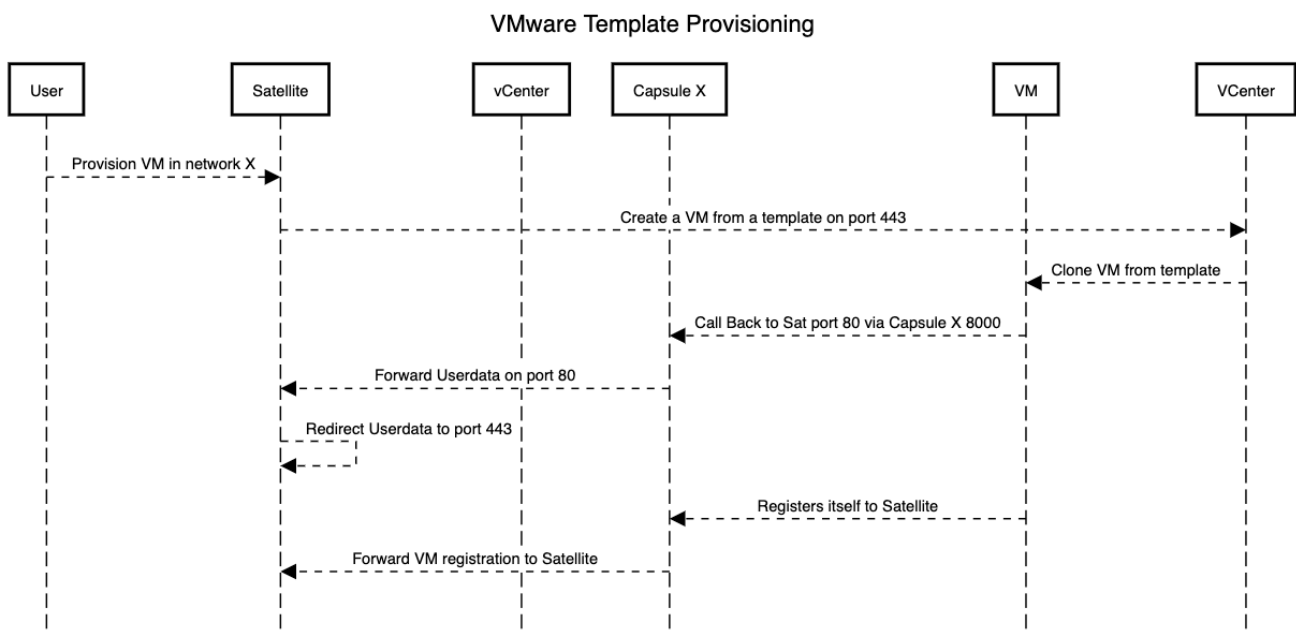 VMware Template Provisioning
User
Satellite
vCenter
Capsule X
VM
VCenter
Provision VM in network X
Create a VM from a template on port 443
Clone VM from template
Call Back to Sat port 80 via Capsule X 8000
Forward Userdata on port 80
Redirect Userdata to port 443
Registers itself to Satellite
Forward VM registration to Satellite